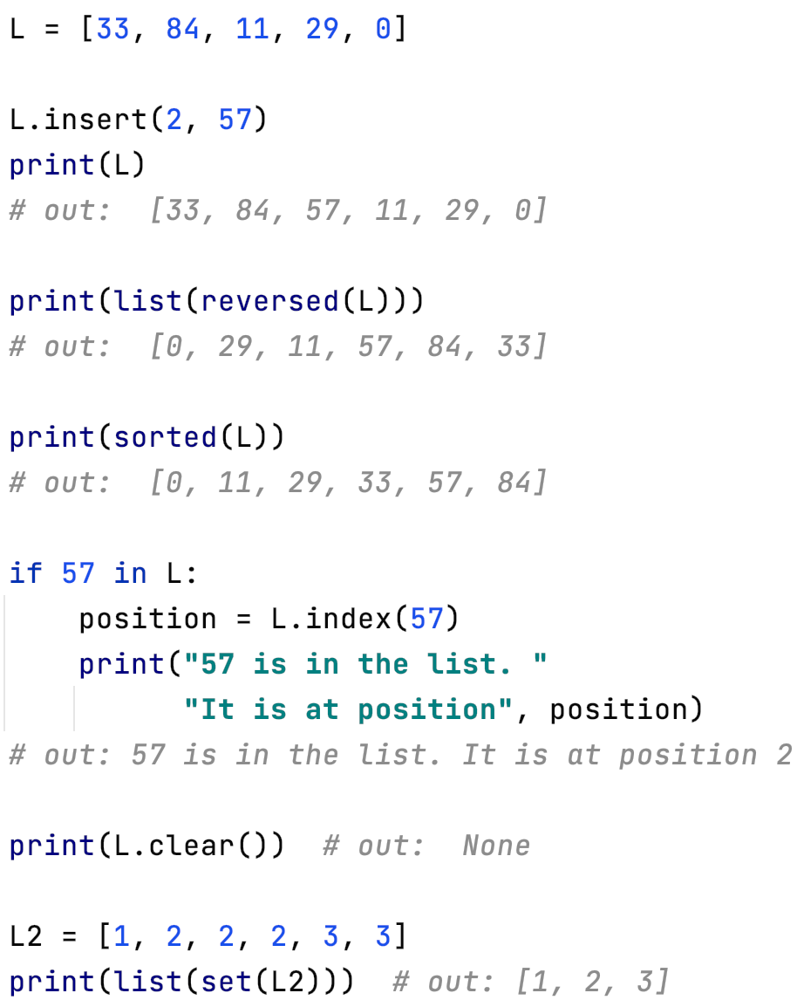 L = [33, 84, 11, 29, 0]

L.insert(2, 57)
print(L)
# out:  [33, 84, 57, 11, 29, 0]

print(list(reversed(L)))
# out:  [0, 29, 11, 57, 84, 33]

print(sorted(L))
# out:  [0, 11, 29, 33, 57, 84]

if 57 in L:
    position = L.index(57)
    print("57 is in the list. "
          "It is at position", position)
# out: 57 is in the list. It is at position 2

print(L.clear())  # out:  None

L2 = [1, 2, 2, 2, 3, 3]
print(list(set(L2)))  # out: [1, 2, 3]